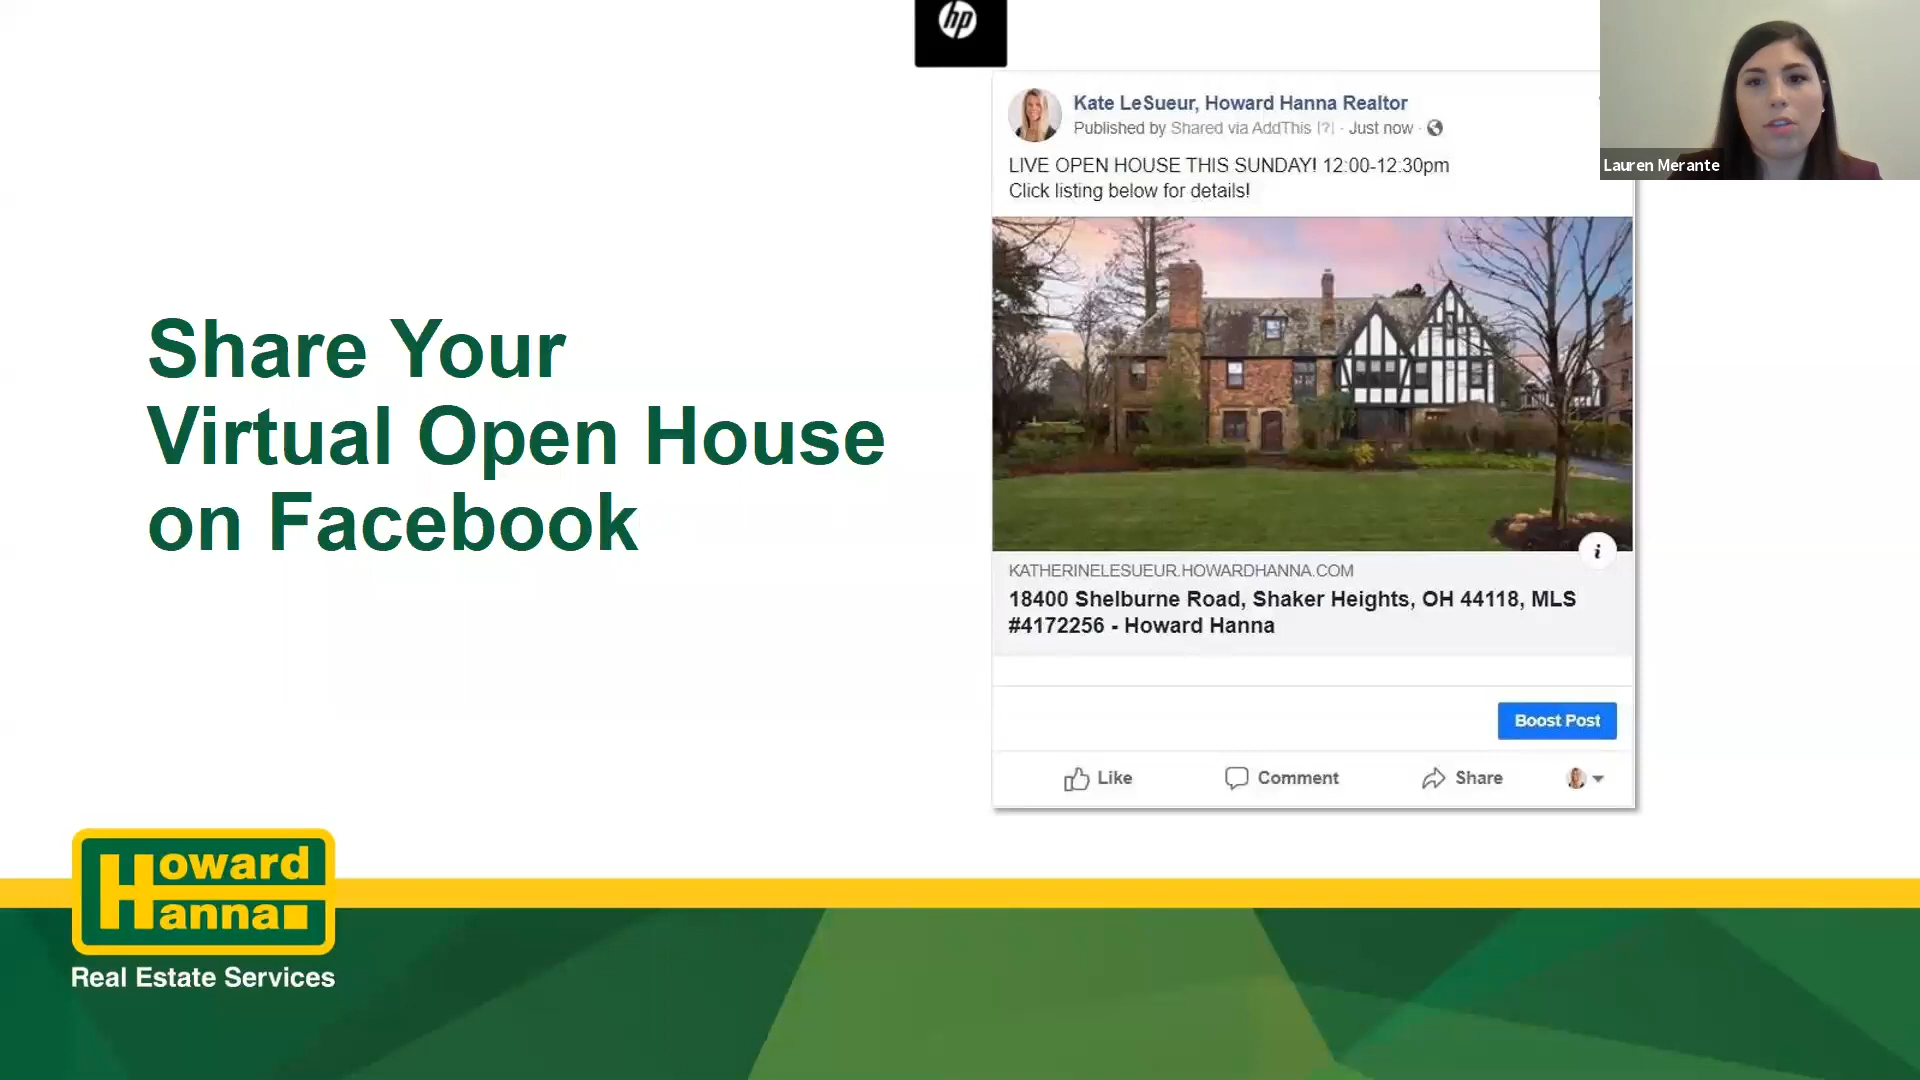 hp
Kate LeSueur, Howard Hanna Realtor
Published by Shared via AddThis [?] · Just now ·
LIVE OPEN HOUSE THIS SUNDAY! 12:00-12:30pm
Click listing below for details!
Lauren Merante
Share Your
Virtual Open House
on Facebook
i
KATHERINELESUEUR.HOWARDHANNA.COM
18400 Shelburne Road, Shaker Heights, OH 44118, MLS
#4172256 - Howard Hanna
Boost Post
Like Comment Share
Howard
Hanna
Real Estate Services